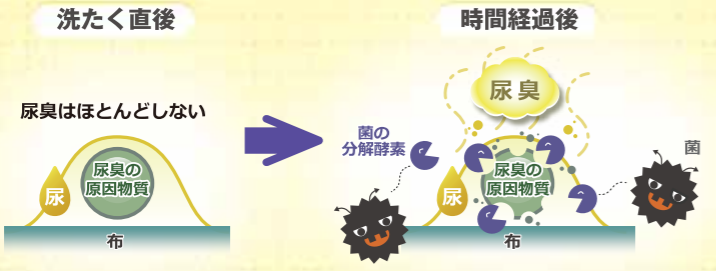 洗たく直後
尿臭はほとんどしない
尿
尿臭の
原因物質
布
時間経過後
尿臭
菌の
分解酵素
尿
尿臭の
原因物質
菌
布